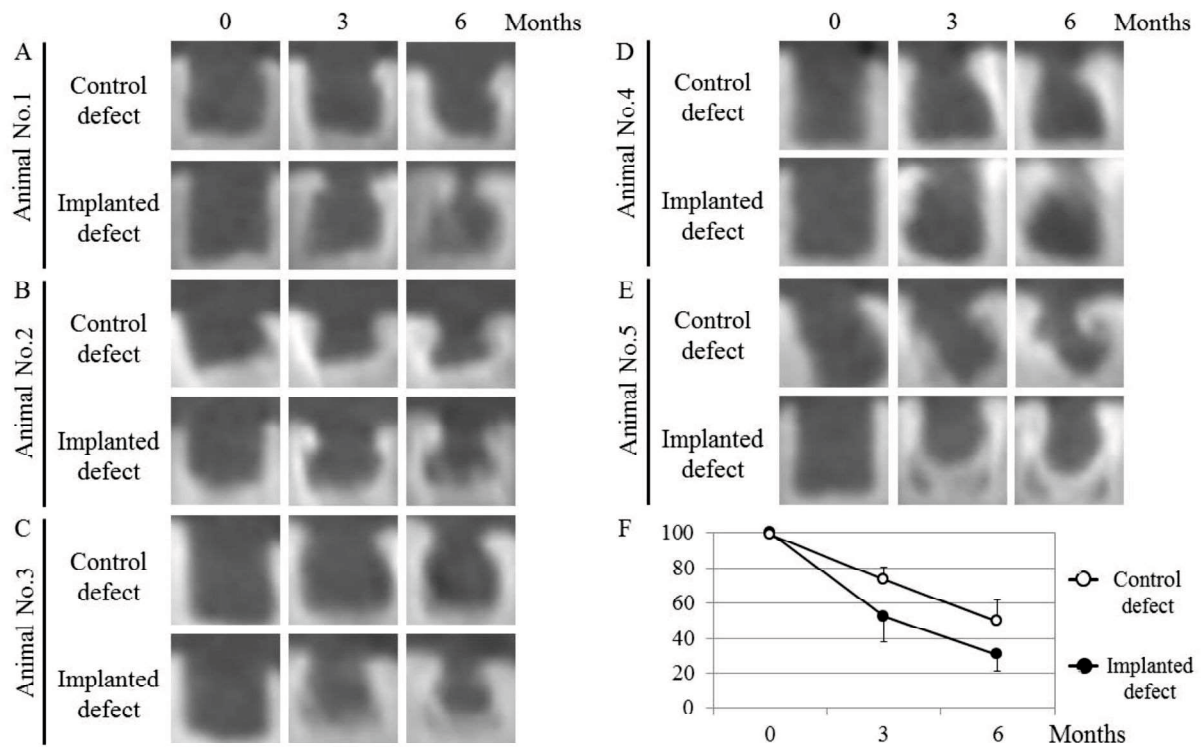 0 3 6 Months
A
Animal No.1
Control
defect
Implanted
defect
B
Animal No.2
Control
defect
Implanted
defect
C
Animal No.3
Control
defect
Implanted
defect
0 3 6 Months
D
Animal No.4
Control
defect
Implanted
defect
E
Animal No.5
Control
defect
Implanted
defect
F
100
80
60
40
20
0
0 3 6 Months
Control
defect
Implanted
defect